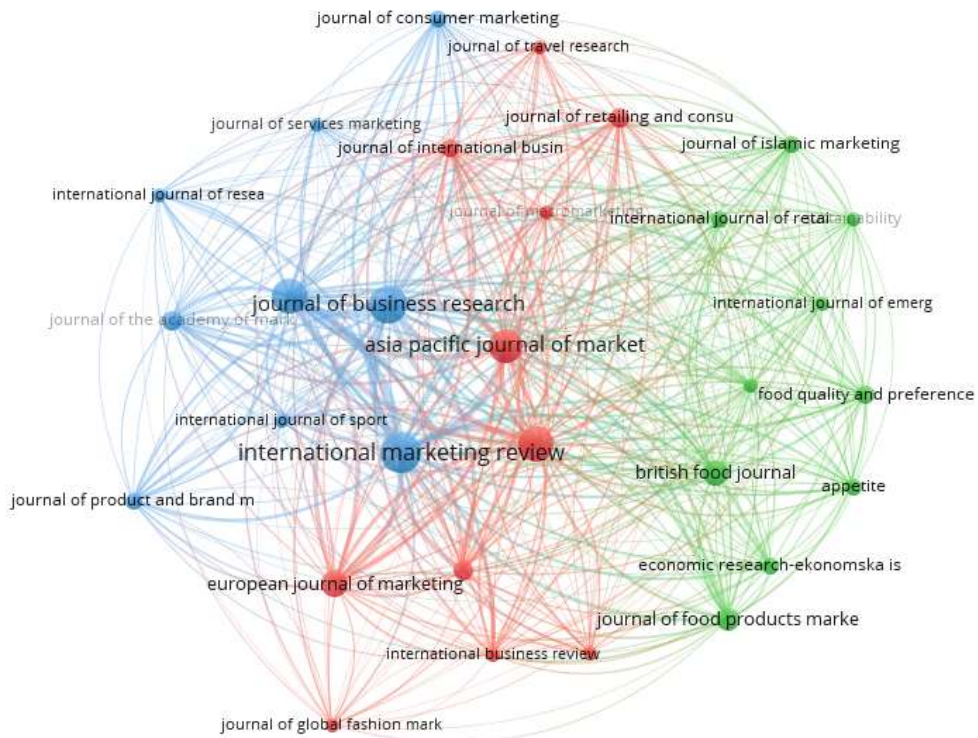 journal of consumer marketing
journal of travel research
journal of retailing and consu
journal of services marketing
journal of international busin
journal of islamic marketing
international journal of resea
journal of macromarketing
international journal of retai
journal of business research
international journal of emerg
journal of the academy of mark
asia pacific journal of market
food quality and preference
international journal of sport
international marketing review
british food journal
appetite
journal of product and brand m
economic research-ekonomska is
european journal of marketing
journal of food products marke
international business review
journal of global fashion mark